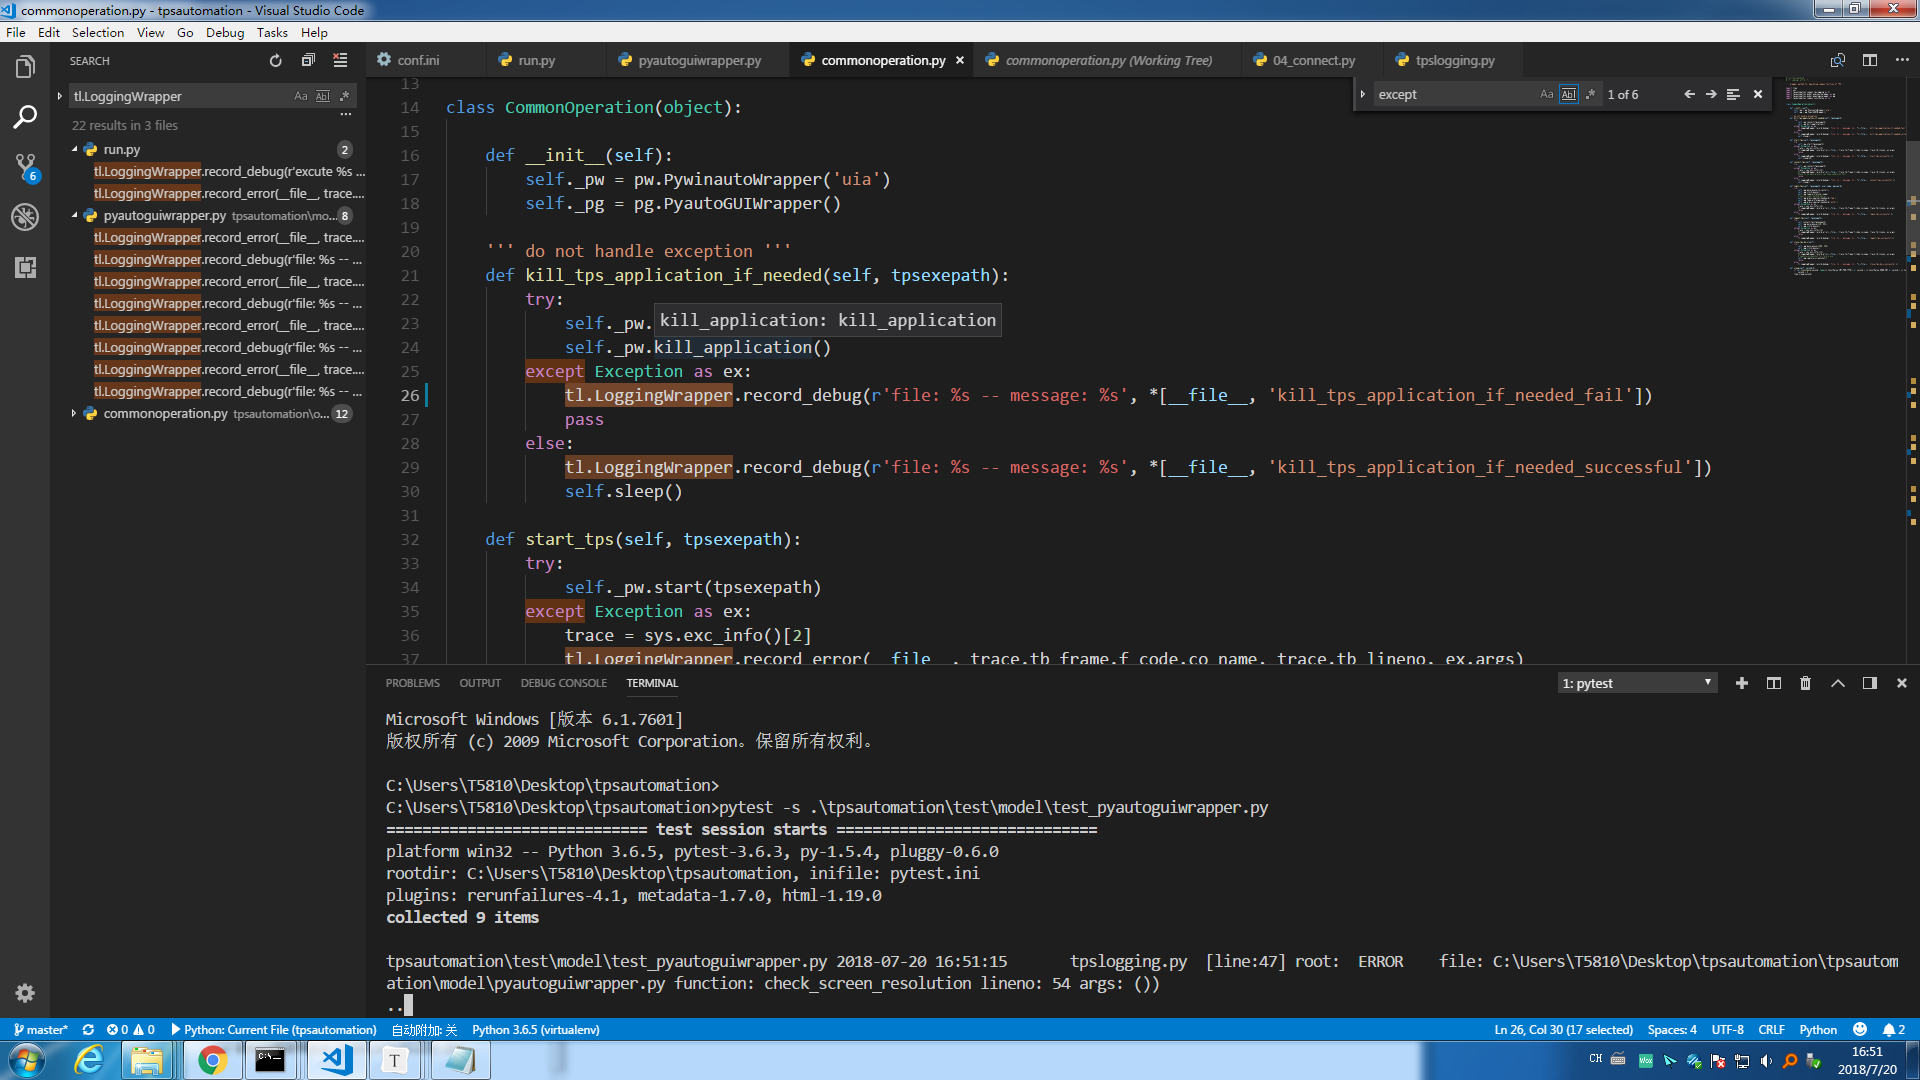 commonoperation.py - tpsautomation - Visual Studio Code
File Edit Selection View Go Debug Tasks Help
SEARCH
tl.LoggingWrapper
Aa Abl .*
22 results in 3 files
run.py 2
tl.LoggingWrapper.record_debug(r'excute %s ...
tl.LoggingWrapper.record_error(__file__, trace....
pyautoguiwrapper.py tpsautomation\mo... 8
tl.LoggingWrapper.record_error(__file__, trace....
tl.LoggingWrapper.record_debug(r'file: %s -- ...
tl.LoggingWrapper.record_error(__file__, trace....
tl.LoggingWrapper.record_debug(r'file: %s -- ...
tl.LoggingWrapper.record_error(__file__, trace....
tl.LoggingWrapper.record_debug(r'file: %s -- ...
tl.LoggingWrapper.record_error(__file__, trace....
tl.LoggingWrapper.record_debug(r'file: %s -- ...
commonoperation.py tpsautomation\o... 12
6
conf.ini run.py pyautoguiwrapper.py commonoperation.py commonoperation.py (Working Tree) 04_connect.py tpslogging.py
except Aa Abl .* 1 of 6
13
14 class CommonOperation(object):
15
16 def __init__(self):
17 self._pw = pw.PywinautoWrapper('uia')
18 self._pg = pg.PyautoGUIWrapper()
19
20 ''' do not handle exception '''
21 def kill_tps_application_if_needed(self, tpsexepath):
22 try:
23 self._pw.
kill_application: kill_application
24 self._pw.kill_application()
25 except Exception as ex:
26 tl.LoggingWrapper.record_debug(r'file: %s -- message: %s', *[__file__, 'kill_tps_application_if_needed_fail'])
27 pass
28 else:
29 tl.LoggingWrapper.record_debug(r'file: %s -- message: %s', *[__file__, 'kill_tps_application_if_needed_successful'])
30 self.sleep()
31
32 def start_tps(self, tpsexepath):
33 try:
34 self._pw.start(tpsexepath)
35 except Exception as ex:
36 trace = sys.exc_info()[2]
37 tl.LoggingWrapper.record_error(__file__, trace.tb_frame.f_code.co_name, trace.tb_lineno, ex.args)
PROBLEMS OUTPUT DEBUG CONSOLE TERMINAL
1: pytest
Microsoft Windows [版本 6.1.7601]
版权所有 (c) 2009 Microsoft Corporation。保留所有权利。
C:\Users\T5810\Desktop\tpsautomation>
C:\Users\T5810\Desktop\tpsautomation>pytest -s .\tpsautomation\test\model\test_pyautoguiwrapper.py
============================= test session starts =============================
platform win32 -- Python 3.6.5, pytest-3.6.3, py-1.5.4, pluggy-0.6.0
rootdir: C:\Users\T5810\Desktop\tpsautomation, inifile: pytest.ini
plugins: rerunfailures-4.1, metadata-1.7.0, html-1.19.0
collected 9 items
tpsautomation\test\model\test_pyautoguiwrapper.py 2018-07-20 16:51:15 tpslogging.py [line:47] root: ERROR file: C:\Users\T5810\Desktop\tpsautomation\tpsautom
ation\model\pyautoguiwrapper.py function: check_screen_resolution lineno: 54 args: ())
..
master* 0 0 Python: Current File (tpsautomation) 自动附加: 关 Python 3.6.5 (virtualenv) Ln 26, Col 30 (17 selected) Spaces: 4 UTF-8 CRLF Python 2
T
CH
16:51
2018/7/20